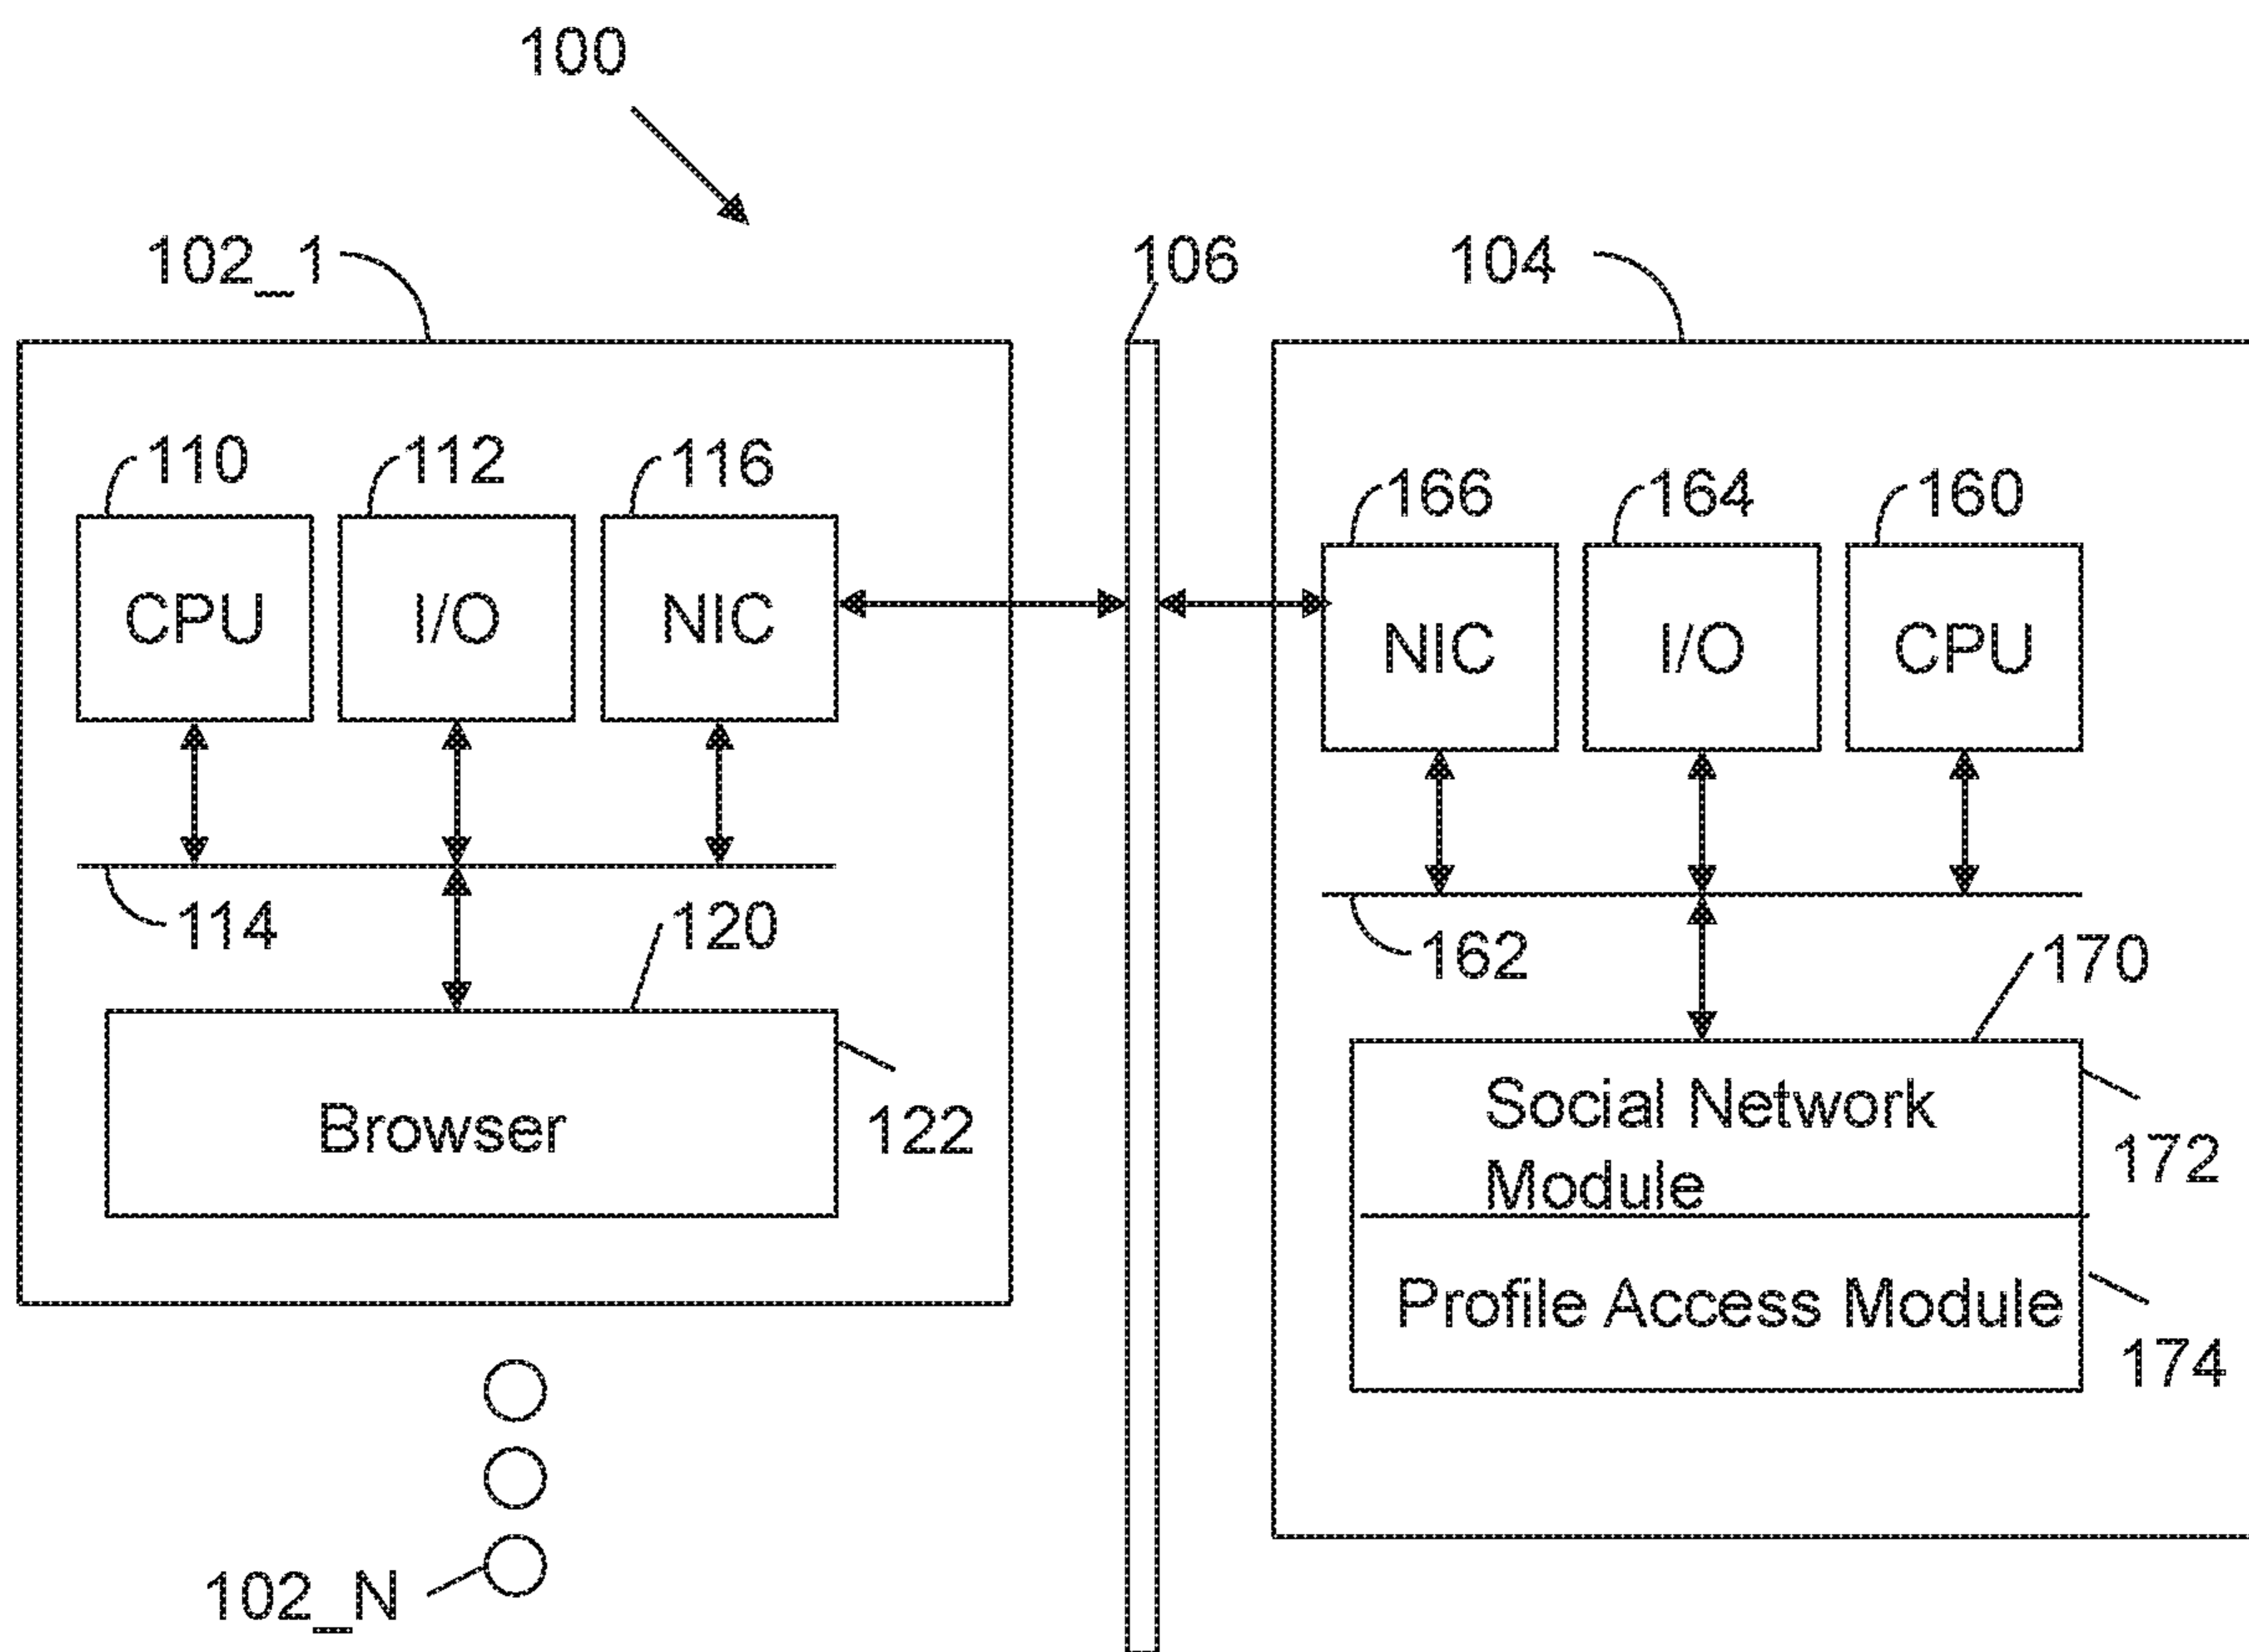 100
102_1
106
104
110
112
116
166
164
160
CPU
I/O
NIC
NIC
I/O
CPU
114
120
162
170
Browser
122
Social Network
Module
172
Profile Access Module
174
102_N